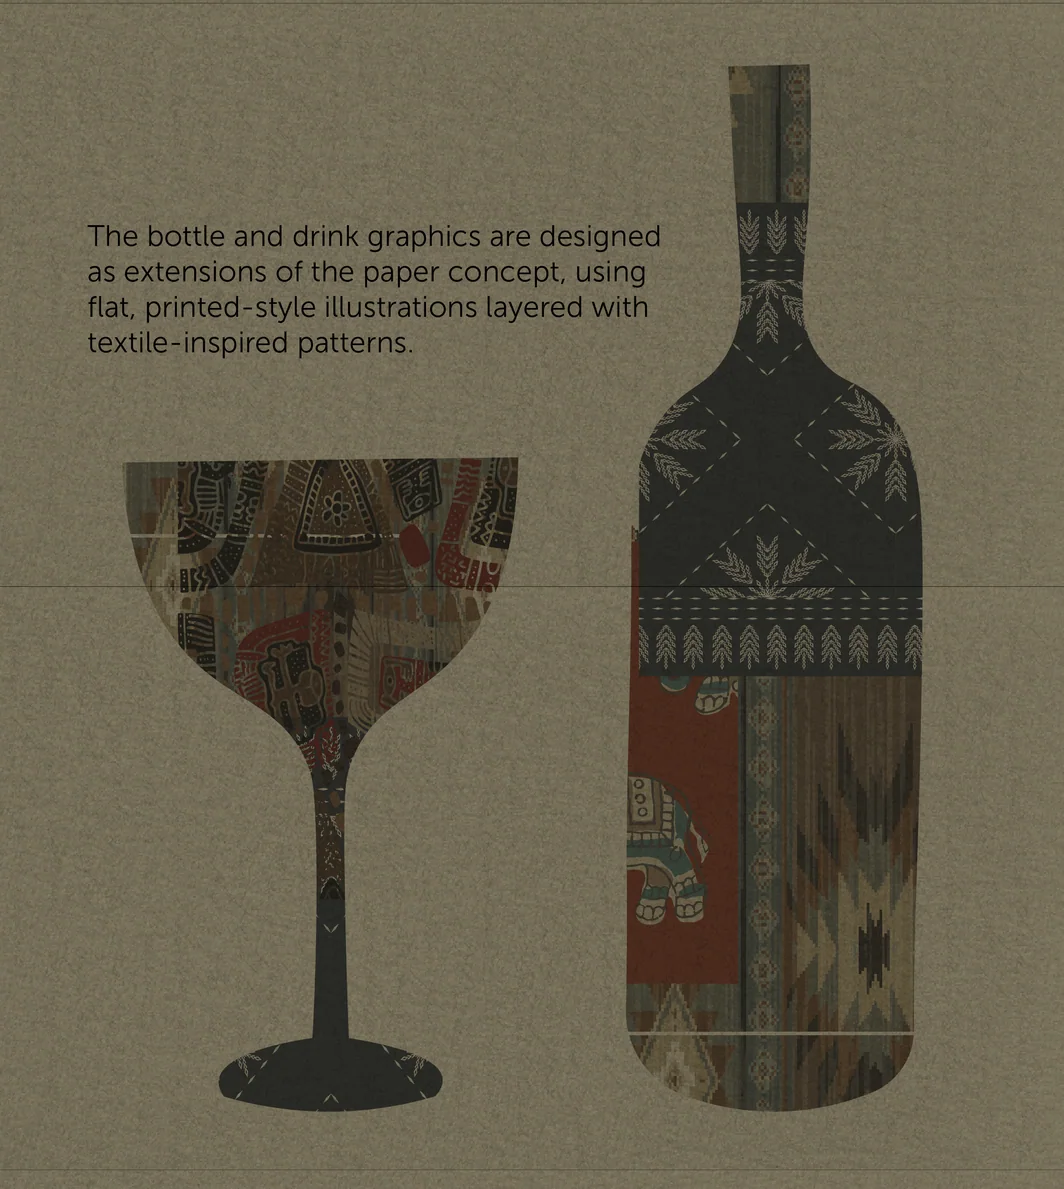 The bottle and drink graphics are designed
as extensions of the paper concept, using
flat, printed-style illustrations layered with
textile-inspired patterns.